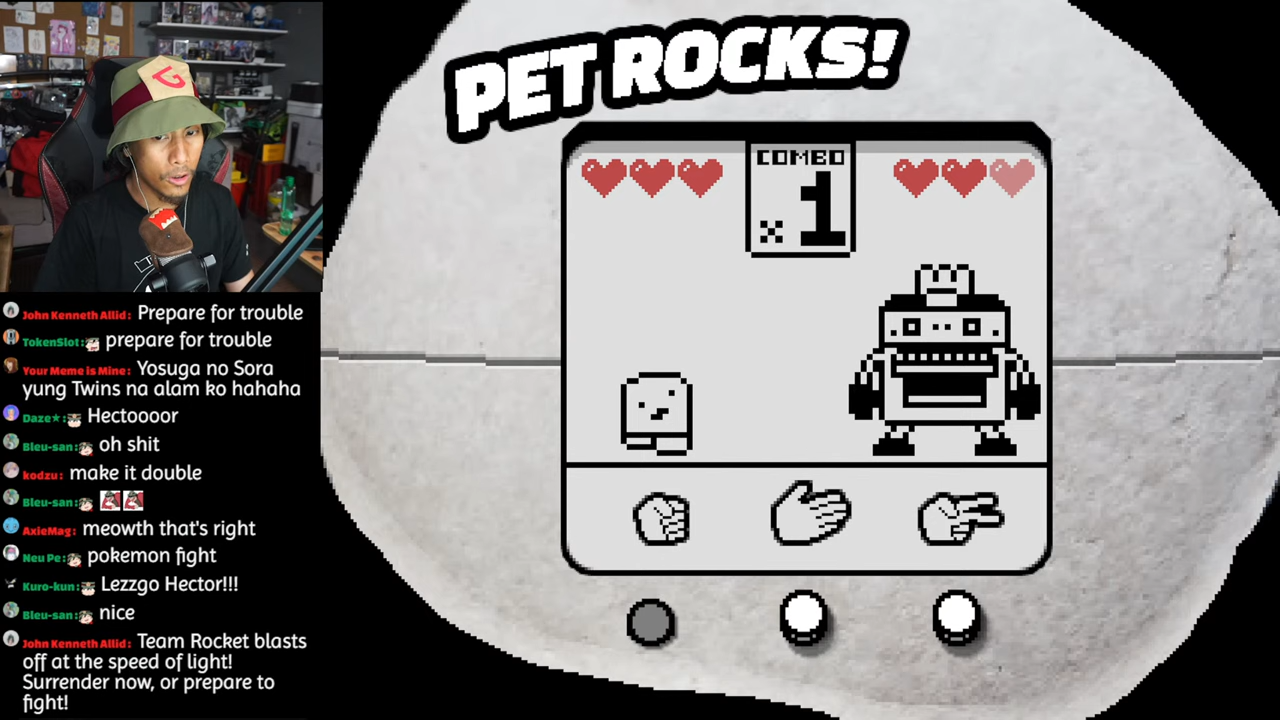 PET ROCKS!
COMBO
x 1
G
John Kenneth Allid: Prepare for trouble
TokenSlot: prepare for trouble
Your Meme is Mine: Yosuga no Sora
yung Twins na alam ko hahaha
Daze★: Hectoooor
Bleu-san: oh shit
kodzu: make it double
Bleu-san:
AxieMag: meowth that's right
Neu Pe: pokemon fight
Kuro-kun: Lezzgo Hector!!!
Bleu-san: nice
John Kenneth Allid: Team Rocket blasts
off at the speed of light!
Surrender now, or prepare to
fight!